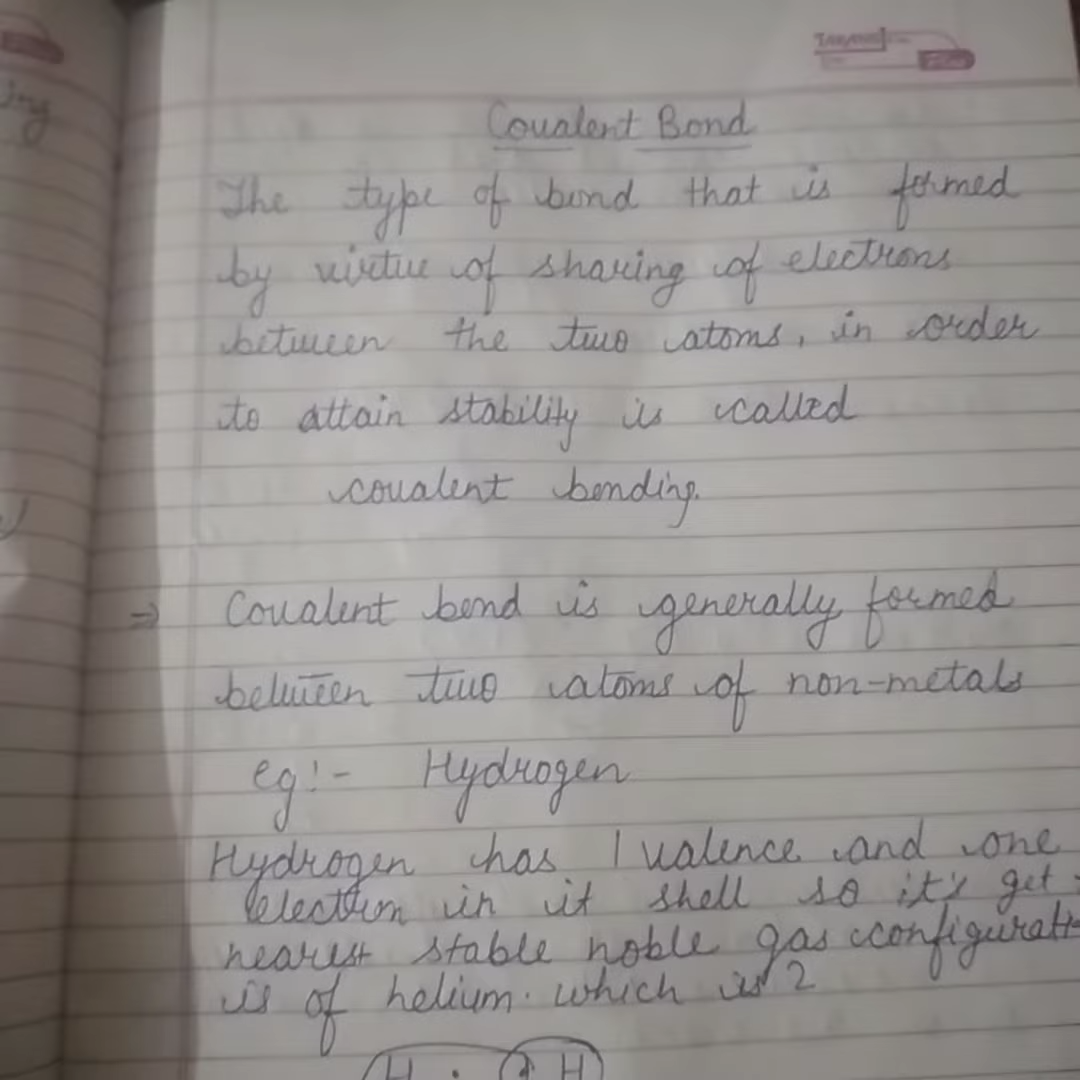 Covalent Bond
The type of bond that is formed
by virtue of sharing of electrons
between the two atoms, in order
to attain stability is called
covalent bonding.
→ Covalent bond is generally formed
between two atoms of non-metals
eg:- Hydrogen
Hydrogen has 1 valence and one
electron in it shell so it's get
nearest stable noble gas configurati
is of helium. which is 2
H . H